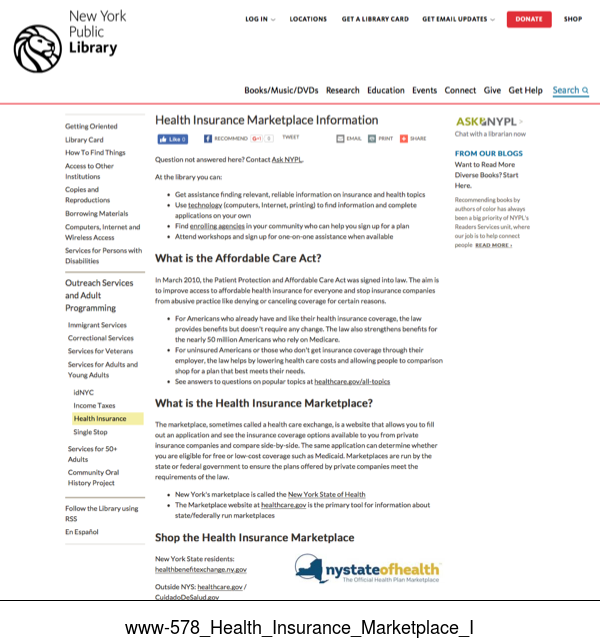 New York
Public
Library
LOG IN
LOCATIONS
GET A LIBRARY CARD
GET EMAIL UPDATES
DONATE
SHOP
Books/Music/DVDs Research Education Events Connect Give Get Help Search
Getting Oriented
Library Card
How To Find Things
Access to Other
Institutions
Copies and
Reproductions
Borrowing Materials
Computers, Internet and
Wireless Access
Services for Persons with
Disabilities
Outreach Services
and Adult
Programming
Immigrant Services
Correctional Services
Services for Veterans
Services for Adults and
Young Adults
idNYC
Income Taxes
Health Insurance
Single Stop
Services for 50+
Adults
Community Oral
History Project
Follow the Library using
RSS
En Español
Health Insurance Marketplace Information
Like 0
RECOMMEND
TWEET
EMAIL
PRINT
SHARE
Question not answered here? Contact Ask NYPL.
At the library you can:
• Get assistance finding relevant, reliable information on insurance and health topics
• Use technology (computers, Internet, printing) to find information and complete
applications on your own
• Find enrolling agencies in your community who can help you sign up for a plan
• Attend workshops and sign up for one-on-one assistance when available
What is the Affordable Care Act?
In March 2010, the Patient Protection and Affordable Care Act was signed into law. The aim is
to improve access to affordable health insurance for everyone and stop insurance companies
from abusive practice like denying or canceling coverage for certain reasons.
• For Americans who already have and like their health insurance coverage, the law
provides benefits but doesn't require any change. The law also strengthens benefits for
the nearly 50 million Americans who rely on Medicare.
• For uninsured Americans or those who don't get insurance coverage through their
employer, the law helps by lowering health care costs and allowing people to comparison
shop for a plan that best meets their needs.
• See answers to questions on popular topics at healthcare.gov/all-topics
What is the Health Insurance Marketplace?
The marketplace, sometimes called a health care exchange, is a website that allows you to fill
out an application and see the insurance coverage options available to you from private
insurance companies and compare side-by-side. The same application can determine whether
you are eligible for free or low-cost coverage such as Medicaid. Marketplaces are run by the
state or federal government to ensure the plans offered by private companies meet the
requirements of the law.
• New York's marketplace is called the New York State of Health
• The Marketplace website at healthcare.gov is the primary tool for information about
state/federally run marketplaces
Shop the Health Insurance Marketplace
New York State residents:
healthbenefitexchange.ny.gov
Outside NYS: healthcare.gov /
CuidadoDeSalud.gov
nystateofhealth
The Official Health Plan Marketplace
ASK NYPL >
Chat with a librarian now
FROM OUR BLOGS
Want to Read More
Diverse Books? Start
Here.
Recommending books by
authors of color has always
been a big priority of NYPL's
Readers Services unit, where
our job is to help connect
people READ MORE ›
www-578_Health_Insurance_Marketplace_I